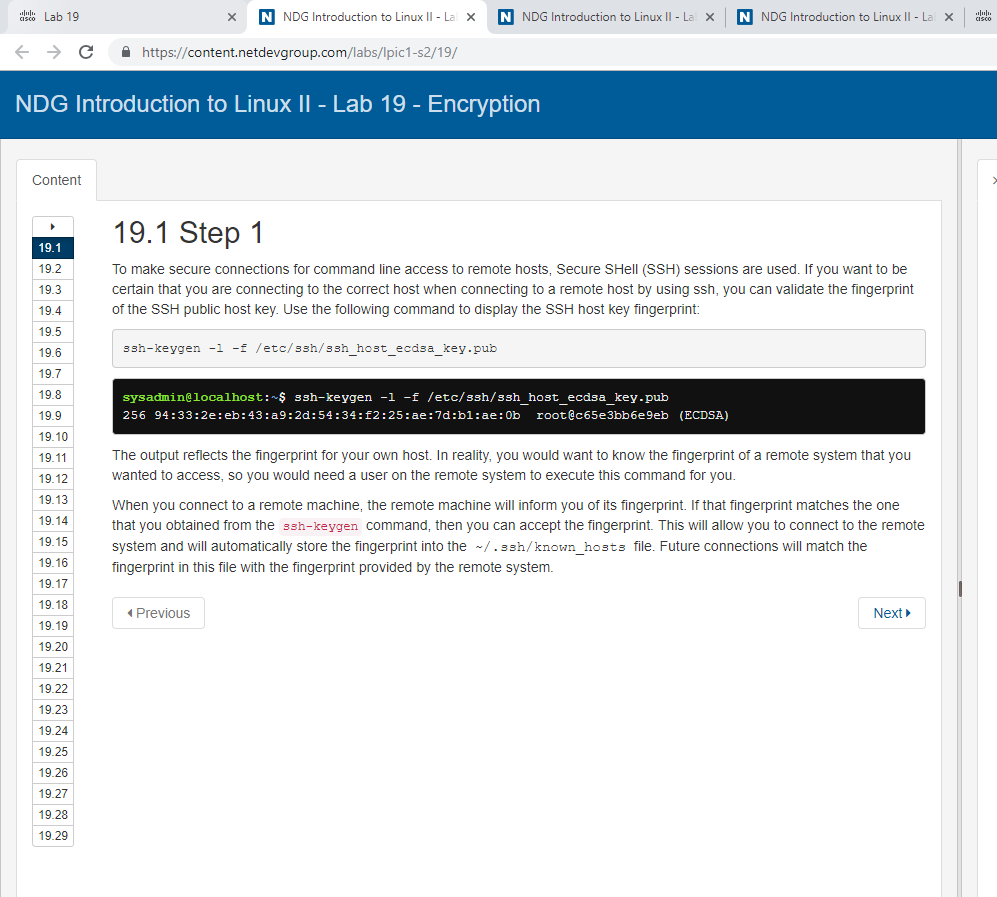 cisco Lab 19
NDG Introduction to Linux II - La
NDG Introduction to Linux II - La
NDG Introduction to Linux II - La
cisco
https://content.netdevgroup.com/labs/lpic1-s2/19/
NDG Introduction to Linux II - Lab 19 - Encryption
Content
19.1
19.2
19.3
19.4
19.5
19.6
19.7
19.8
19.9
19.10
19.11
19.12
19.13
19.14
19.15
19.16
19.17
19.18
19.19
19.20
19.21
19.22
19.23
19.24
19.25
19.26
19.27
19.28
19.29
19.1 Step 1
To make secure connections for command line access to remote hosts, Secure SHell (SSH) sessions are used. If you want to be
certain that you are connecting to the correct host when connecting to a remote host by using ssh, you can validate the fingerprint
of the SSH public host key. Use the following command to display the SSH host key fingerprint:
ssh-keygen -l -f /etc/ssh/ssh_host_ecdsa_key.pub
sysadmin@localhost:~$ ssh-keygen -l -f /etc/ssh/ssh_host_ecdsa_key.pub
256 94:33:2e:eb:43:a9:2d:54:34:f2:25:ae:7d:b1:ae:0b  root@c65e3bb6e9eb (ECDSA)
The output reflects the fingerprint for your own host. In reality, you would want to know the fingerprint of a remote system that you
wanted to access, so you would need a user on the remote system to execute this command for you.
When you connect to a remote machine, the remote machine will inform you of its fingerprint. If that fingerprint matches the one
that you obtained from the ssh-keygen command, then you can accept the fingerprint. This will allow you to connect to the remote
system and will automatically store the fingerprint into the ~/.ssh/known_hosts file. Future connections will match the
fingerprint in this file with the fingerprint provided by the remote system.
Previous
Next